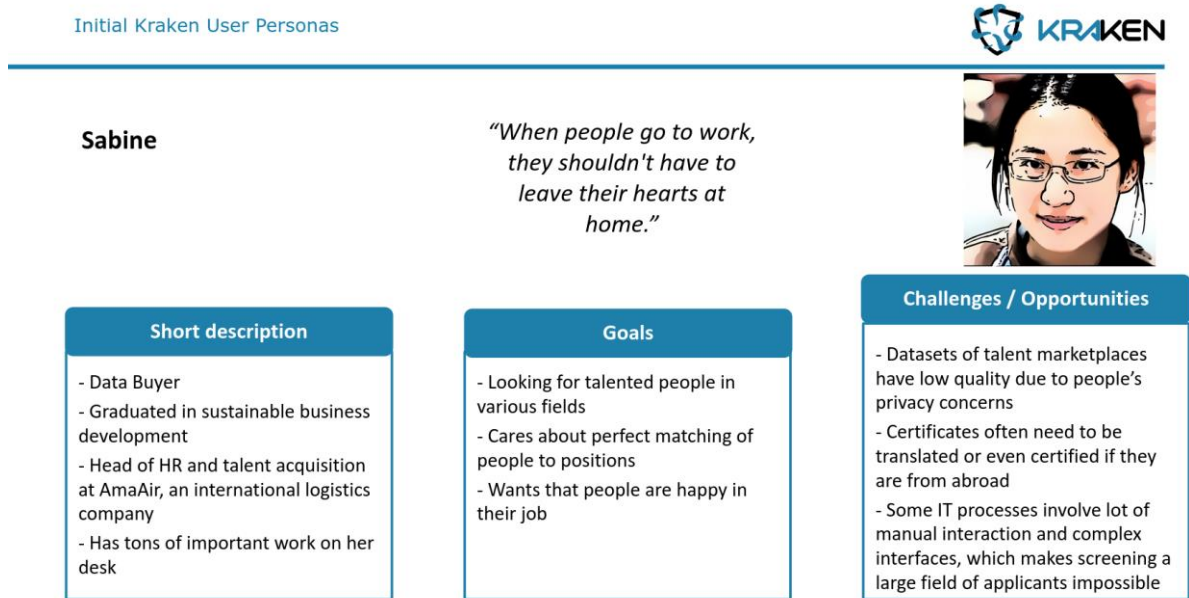 Initial Kraken User Personas
KRAKEN
Sabine
“When people go to work,
they shouldn't have to
leave their hearts at
home.”
Short description
- Data Buyer
- Graduated in sustainable business
development
- Head of HR and talent acquisition
at AmaAir, an international logistics
company
- Has tons of important work on her
desk
Goals
- Looking for talented people in
various fields
- Cares about perfect matching of
people to positions
- Wants that people are happy in
their job
Challenges / Opportunities
- Datasets of talent marketplaces
have low quality due to people’s
privacy concerns
- Certificates often need to be
translated or even certified if they
are from abroad
- Some IT processes involve lot of
manual interaction and complex
interfaces, which makes screening a
large field of applicants impossible